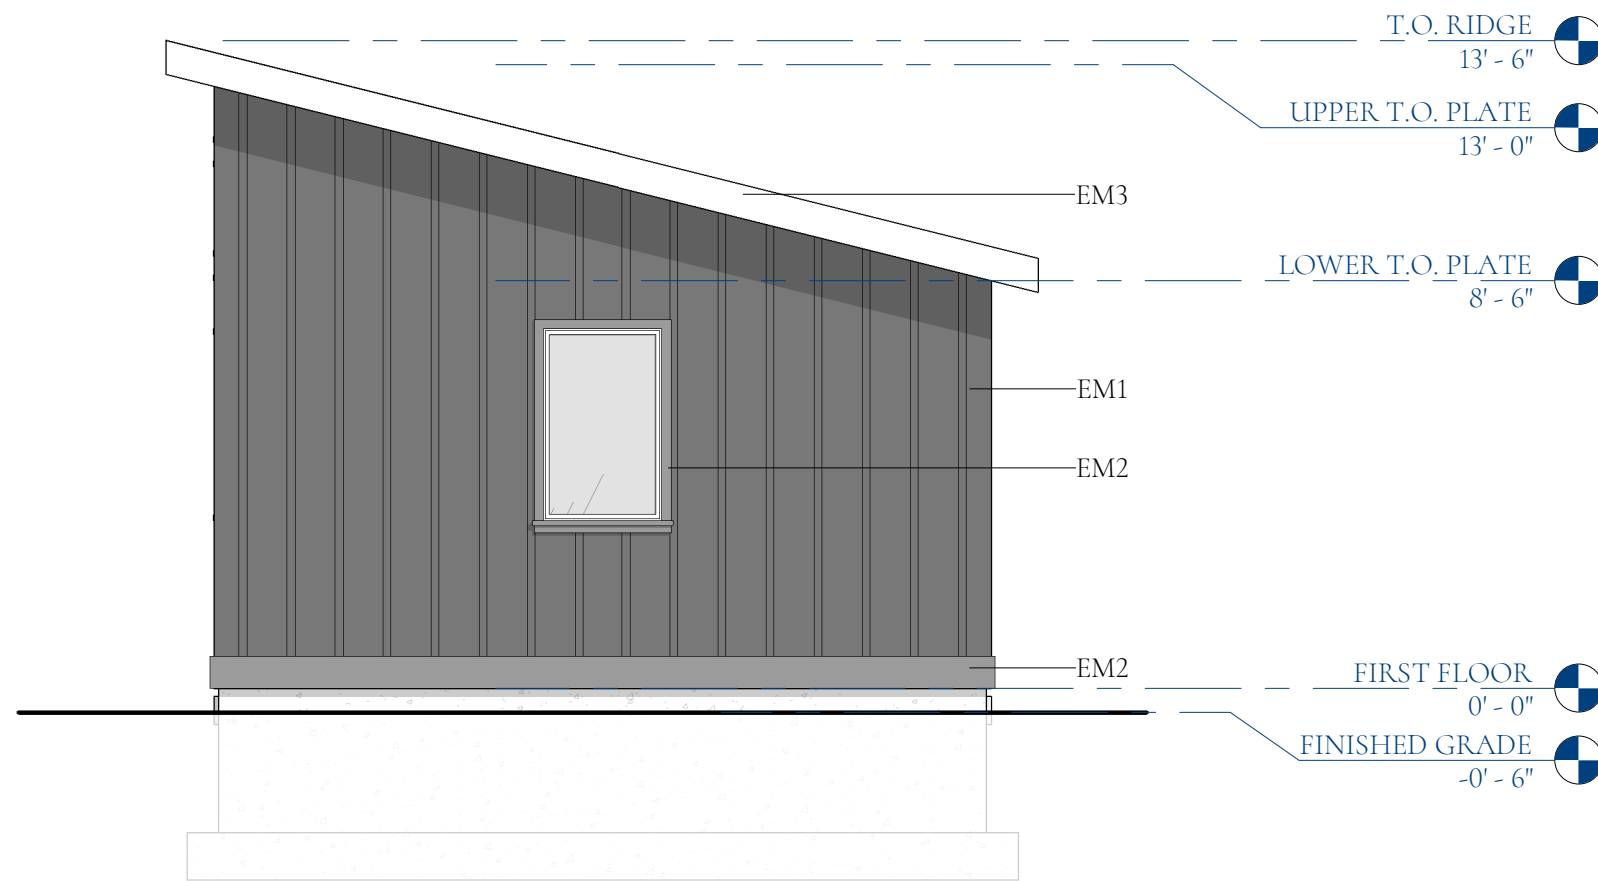 T.O. RIDGE
13' - 6"
UPPER T.O. PLATE
13' - 0"
EM3
LOWER T.O. PLATE
8' - 6"
EM1
EM2
EM2
FIRST FLOOR
0' - 0"
FINISHED GRADE
-0' - 6"